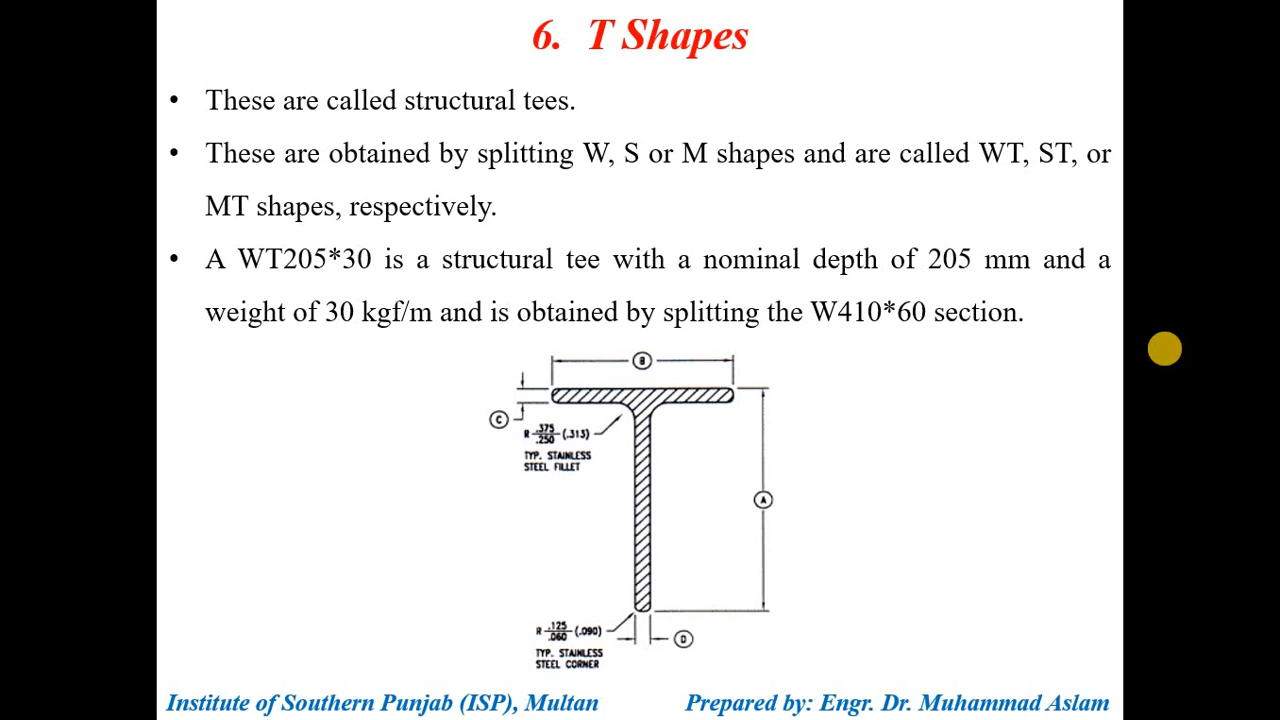 6. T Shapes
• These are called structural tees.
• These are obtained by splitting W, S or M shapes and are called WT, ST, or
MT shapes, respectively.
• A WT205*30 is a structural tee with a nominal depth of 205 mm and a
weight of 30 kgf/m and is obtained by splitting the W410*60 section.
B
C
R .375/.250 (.313)
TYP. STAINLESS
STEEL FILLET
A
R .125/.060 (.090)
D
TYP. STAINLESS
STEEL CORNER
Institute of Southern Punjab (ISP), Multan Prepared by: Engr. Dr. Muhammad Aslam